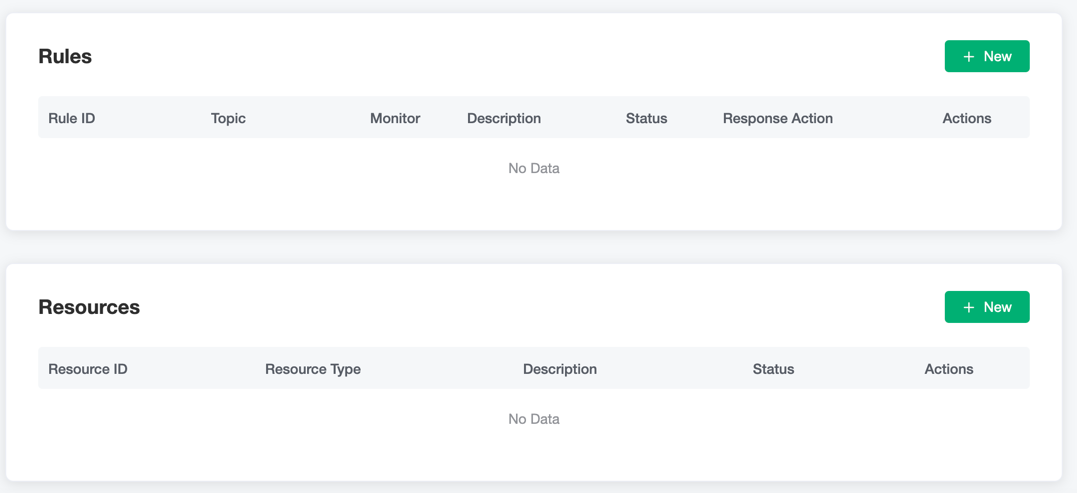 Rules
+ New
Rule ID Topic Monitor Description Status Response Action Actions
No Data
Resources
+ New
Resource ID Resource Type Description Status Actions
No Data